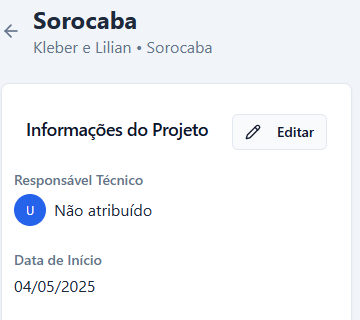 Sorocaba
Kleber e Lilian • Sorocaba
Informações do Projeto
Editar
Responsável Técnico
U
Não atribuído
Data de Início
04/05/2025